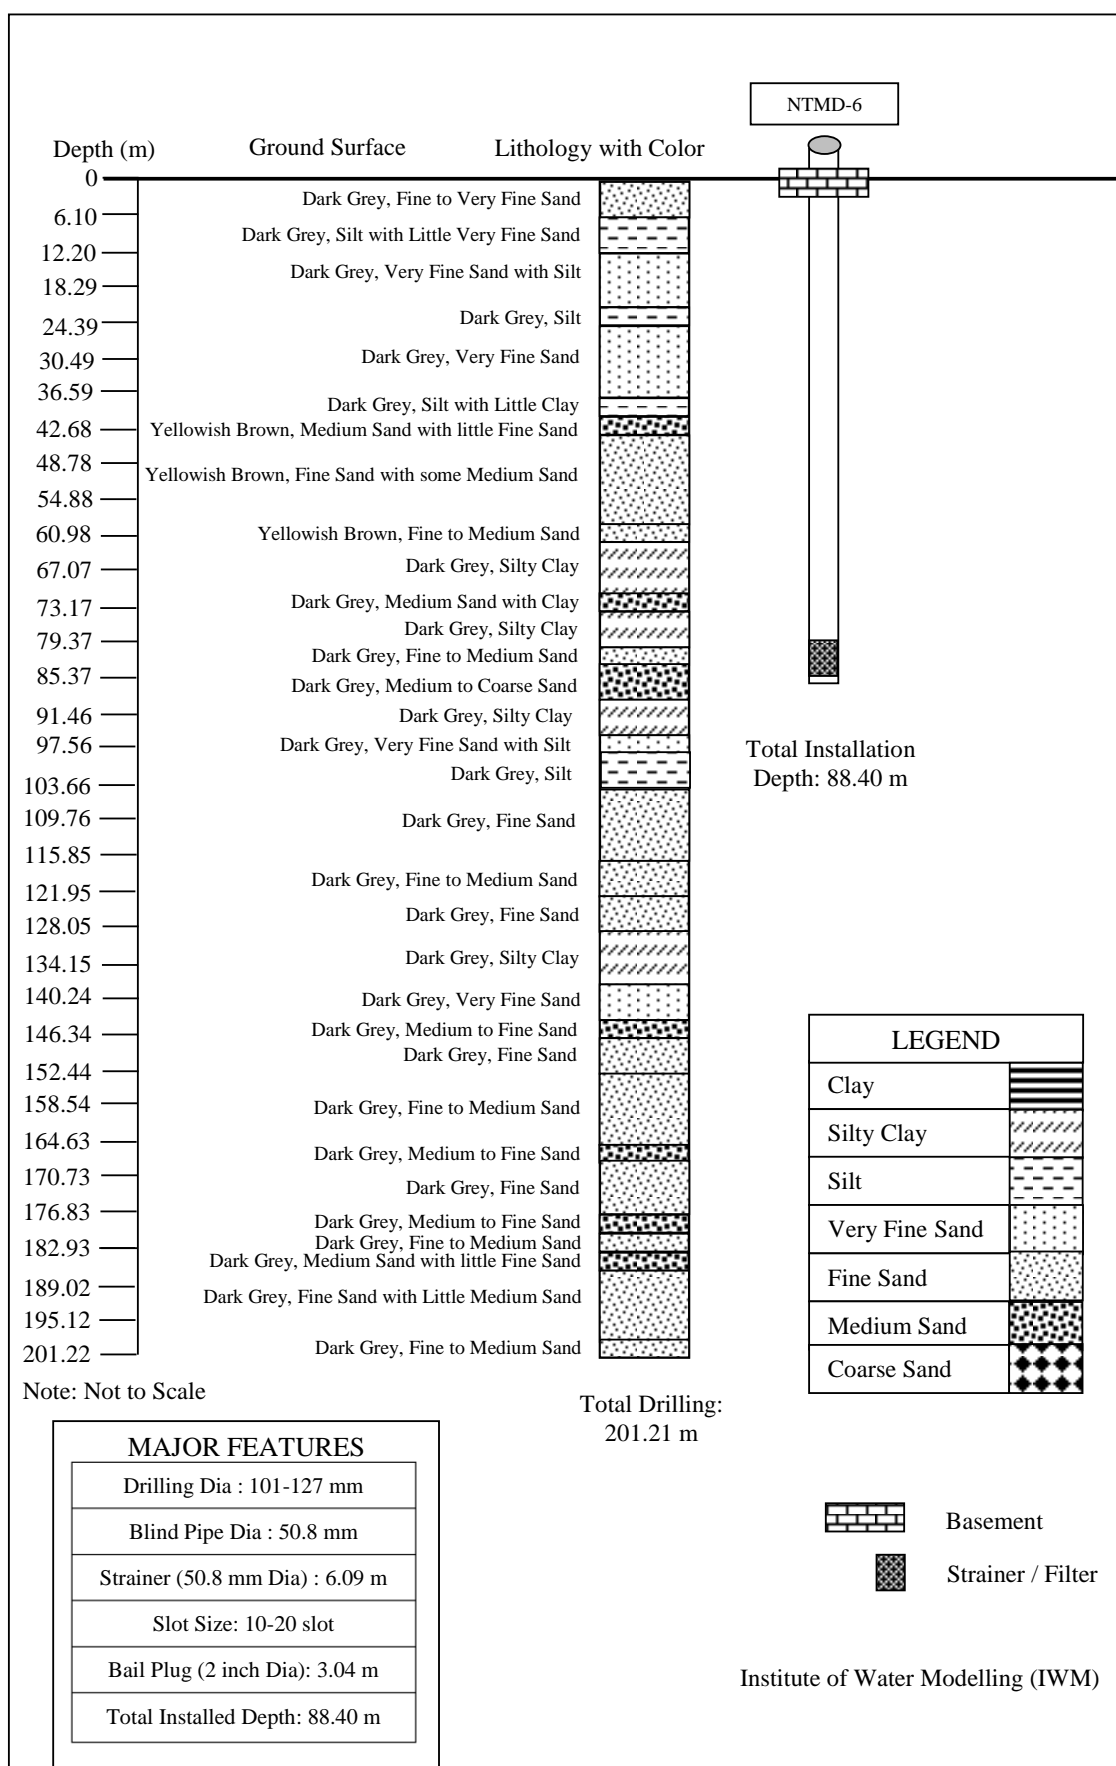 NTMD-6
Depth (m)
Ground Surface
Lithology with Color
0
Dark Grey, Fine to Very Fine Sand
6.10
Dark Grey, Silt with Little Very Fine Sand
12.20
Dark Grey, Very Fine Sand with Silt
18.29
Dark Grey, Silt
24.39
30.49
Dark Grey, Very Fine Sand
36.59
Dark Grey, Silt with Little Clay
42.68
Yellowish Brown, Medium Sand with little Fine Sand
48.78
Yellowish Brown, Fine Sand with some Medium Sand
54.88
60.98
Yellowish Brown, Fine to Medium Sand
67.07
Dark Grey, Silty Clay
73.17
Dark Grey, Medium Sand with Clay
Dark Grey, Silty Clay
79.37
Dark Grey, Fine to Medium Sand
85.37
Dark Grey, Medium to Coarse Sand
91.46
Dark Grey, Silty Clay
97.56
Dark Grey, Very Fine Sand with Silt
Total Installation
Depth: 88.40 m
Dark Grey, Silt
103.66
109.76
Dark Grey, Fine Sand
115.85
Dark Grey, Fine to Medium Sand
121.95
Dark Grey, Fine Sand
128.05
134.15
Dark Grey, Silty Clay
140.24
Dark Grey, Very Fine Sand
146.34
Dark Grey, Medium to Fine Sand
Dark Grey, Fine Sand
152.44
158.54
Dark Grey, Fine to Medium Sand
164.63
Dark Grey, Medium to Fine Sand
170.73
Dark Grey, Fine Sand
176.83
Dark Grey, Medium to Fine Sand
182.93
Dark Grey, Fine to Medium Sand
Dark Grey, Medium Sand with little Fine Sand
189.02
Dark Grey, Fine Sand with Little Medium Sand
195.12
201.22
Dark Grey, Fine to Medium Sand
LEGEND
Clay
Silty Clay
Silt
Very Fine Sand
Fine Sand
Medium Sand
Coarse Sand
Note: Not to Scale
Total Drilling:
201.21 m
MAJOR FEATURES
Drilling Dia : 101-127 mm
Blind Pipe Dia : 50.8 mm
Strainer (50.8 mm Dia) : 6.09 m
Slot Size: 10-20 slot
Bail Plug (2 inch Dia): 3.04 m
Total Installed Depth: 88.40 m
Basement
Strainer / Filter
Institute of Water Modelling (IWM)